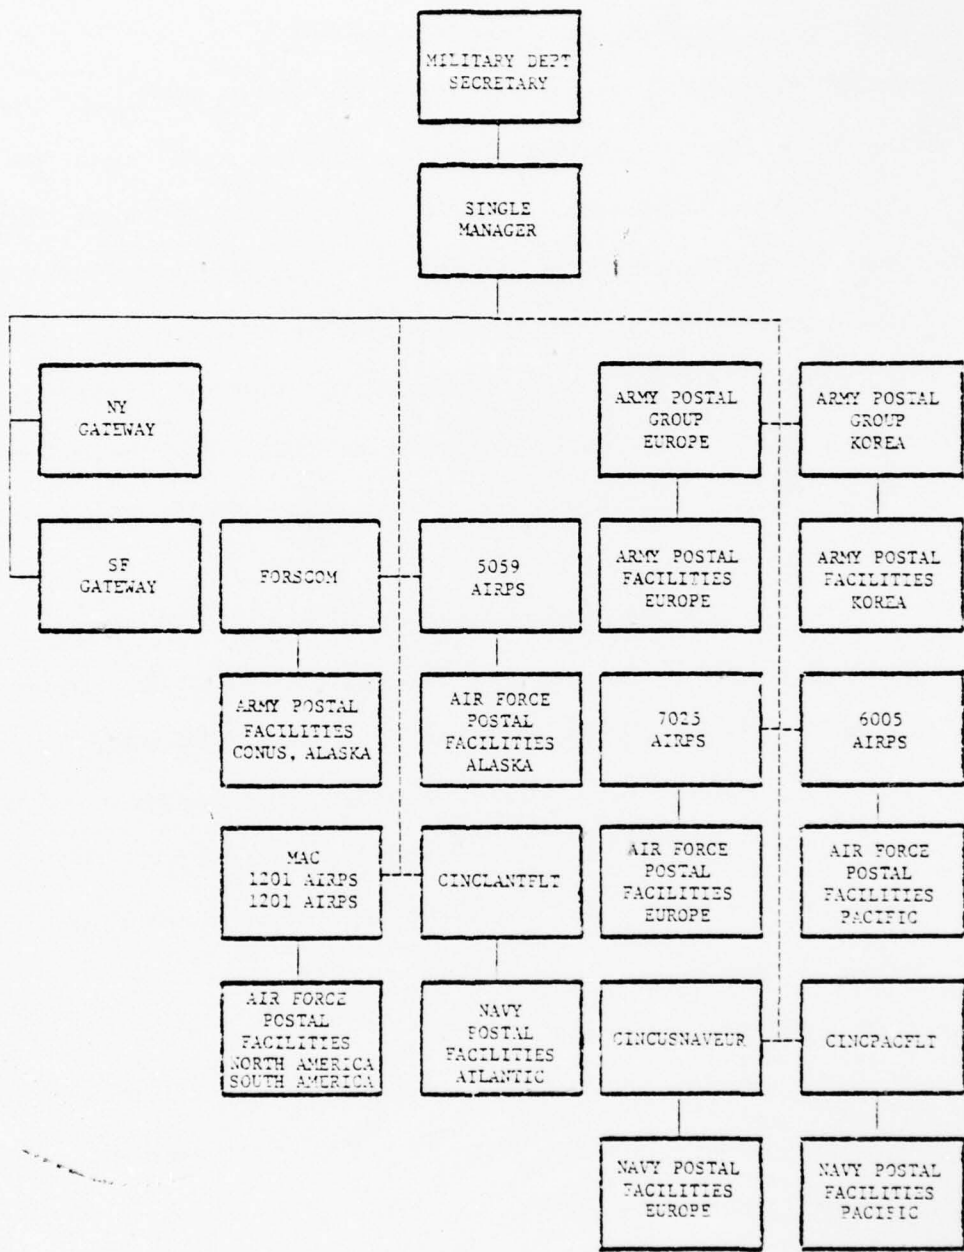 MILITARY DEPT
SECRETARY
SINGLE
MANAGER
NY
GATEWAY
ARMY POSTAL
GROUP
EUROPE
ARMY POSTAL
GROUP
KOREA
SF
GATEWAY
FORSCOM
5059
AIRPS
ARMY POSTAL
FACILITIES
EUROPE
ARMY POSTAL
FACILITIES
KOREA
ARMY POSTAL
FACILITIES
CONUS, ALASKA
AIR FORCE
POSTAL
FACILITIES
ALASKA
7025
AIRPS
6005
AIRPS
MAC
1201 AIRPS
1201 AIRPS
CINCLANTFLT
AIR FORCE
POSTAL
FACILITIES
EUROPE
AIR FORCE
POSTAL
FACILITIES
PACIFIC
AIR FORCE
POSTAL
FACILITIES
NORTH AMERICA
SOUTH AMERICA
NAVY
POSTAL
FACILITIES
ATLANTIC
CINCUSNAVEUR
CINCPACFLT
NAVY POSTAL
FACILITIES
EUROPE
NAVY POSTAL
FACILITIES
PACIFIC